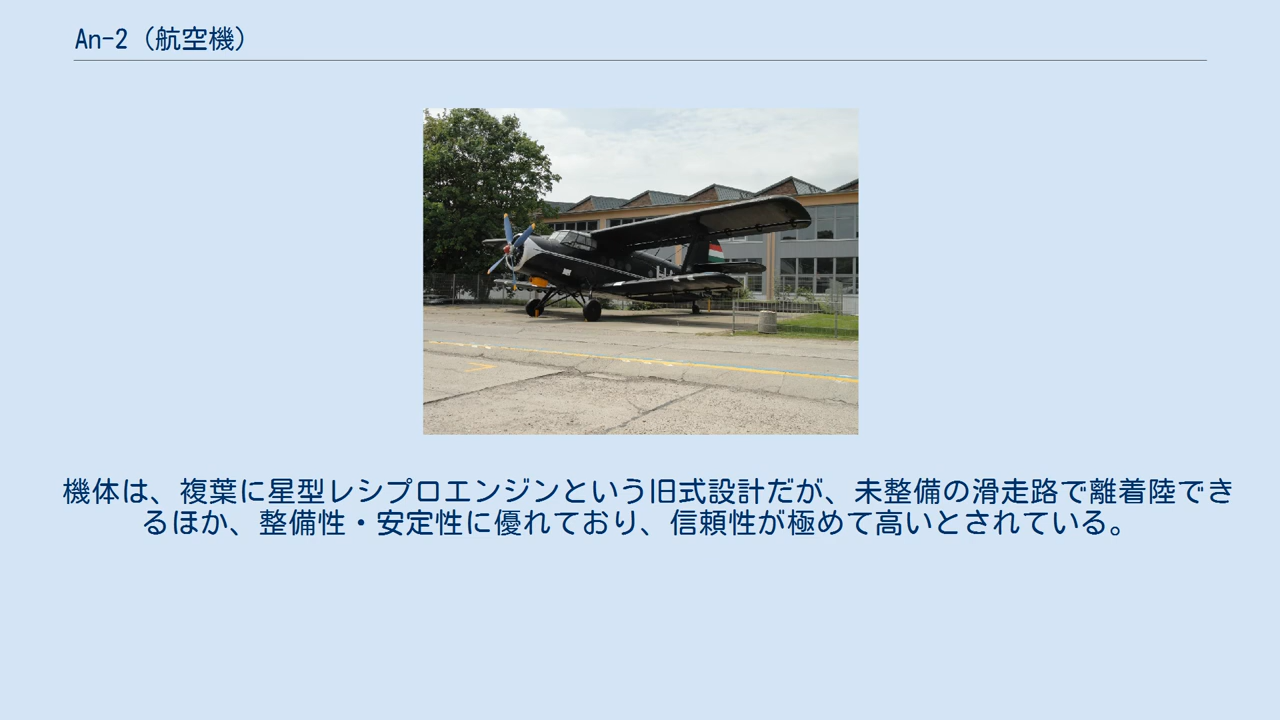 An-2（航空機）
機体は、複葉に星型レシプロエンジンという旧式設計だが、未整備の滑走路で離着陸でき
るほか、整備性・安定性に優れており、信頼性が極めて高いとされている。